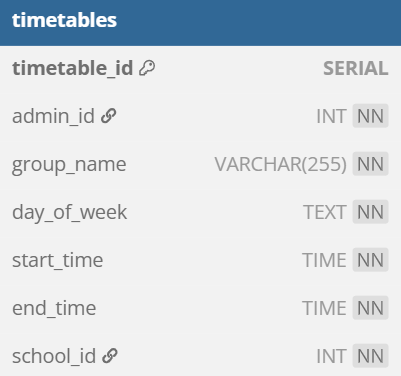 timetables
timetable_id SERIAL
admin_id INT NN
group_name VARCHAR(255) NN
day_of_week TEXT NN
start_time TIME NN
end_time TIME NN
school_id INT NN